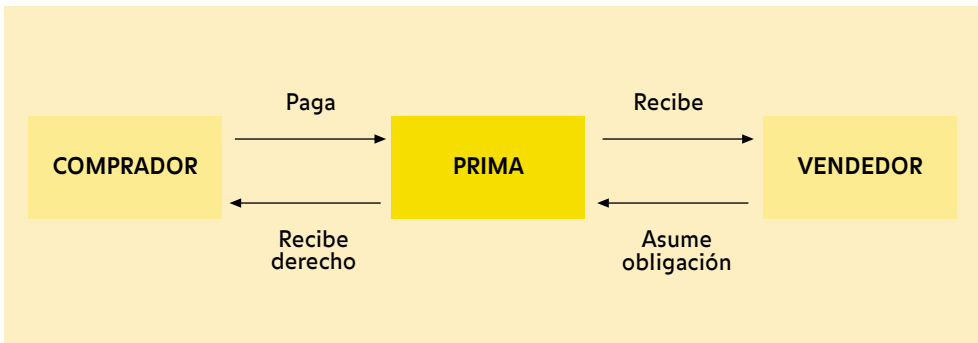 Paga
Recibe
COMPRADOR
PRIMA
VENDEDOR
Recibe
derecho
Asume
obligación